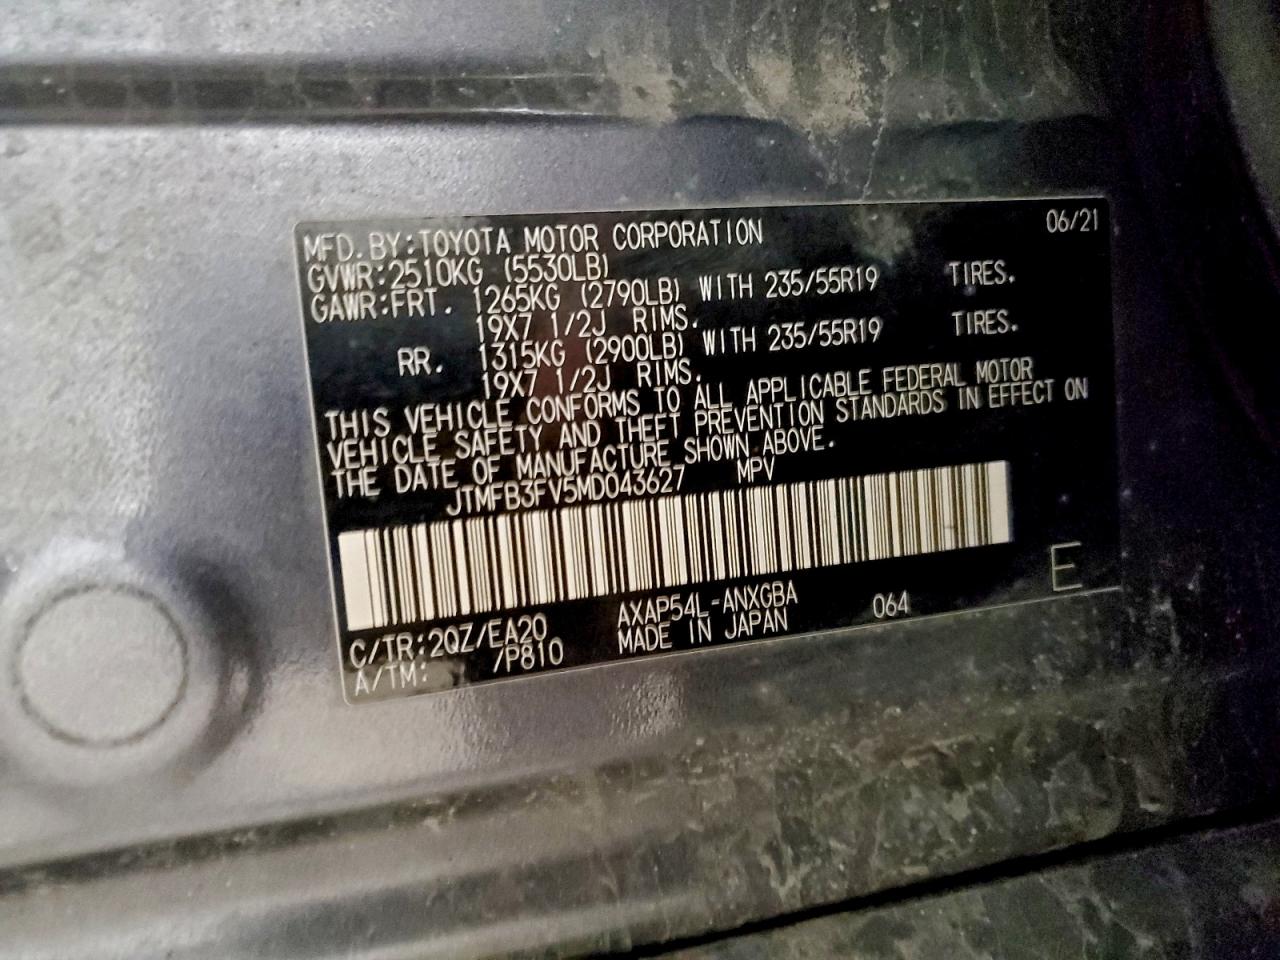 MFD.BY:TOYOTA MOTOR CORPORATION 06/21
GVWR:2510KG (5530LB)
GAWR:FRT. 1265KG (2790LB) WITH 235/55R19 TIRES.
19X7 1/2J RIMS.
RR. 1315KG (2900LB) WITH 235/55R19 TIRES.
19X7 1/2J RIMS.
THIS VEHICLE CONFORMS TO ALL APPLICABLE FEDERAL MOTOR
VEHICLE SAFETY AND THEFT PREVENTION STANDARDS IN EFFECT ON
THE DATE OF MANUFACTURE SHOWN ABOVE.
JTMFB3FV5MD043627 MPV
E
C/TR:2QZ/EA20 AXAP54L-ANXGBA 064
A/TM: /P810 MADE IN JAPAN